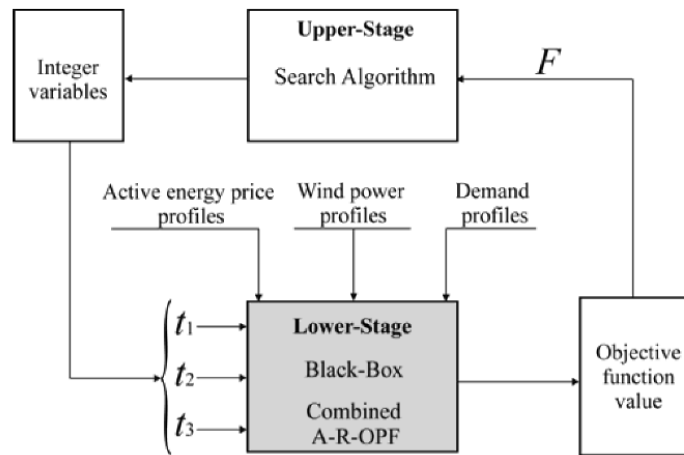 Upper-Stage
Search Algorithm
Integer
variables
F
Active energy price
profiles
Wind power
profiles
Demand
profiles
t1
t2
t3
Lower-Stage
Black-Box
Combined
A-R-OPF
Objective
function
value